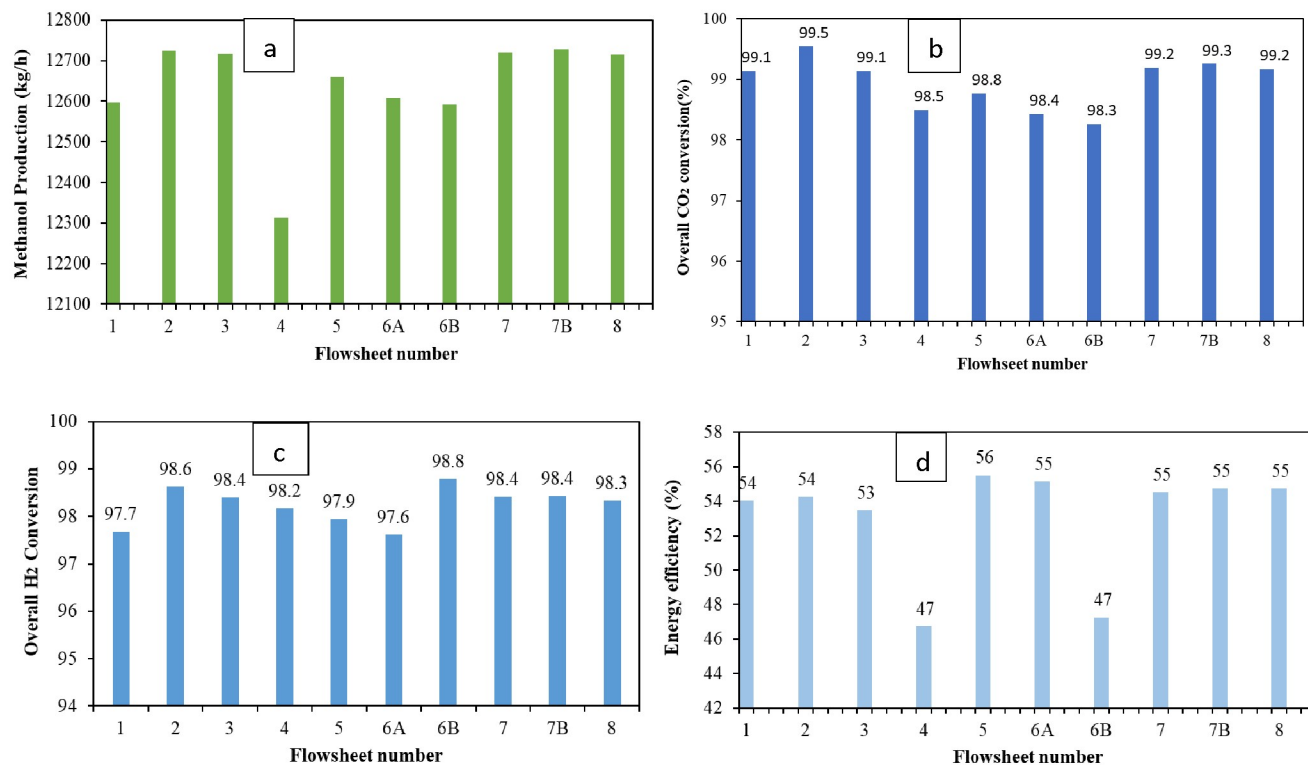 a
Methanol Production (kg/h)
12800
12700
12600
12500
12400
12300
12200
12100
1 2 3 4 5 6A 6B 7 7B 8
Flowsheet number
b
Overall CO2 conversion(%)
100
99
98
97
96
95
99.1 99.5 99.1 98.5 98.8 98.4 98.3 99.2 99.3 99.2
1 2 3 4 5 6A 6B 7 7B 8
Flowhseet number
c
Overall H2 Conversion
100
99
98
97
96
95
94
97.7 98.6 98.4 98.2 97.9 97.6 98.8 98.4 98.4 98.3
1 2 3 4 5 6A 6B 7 7B 8
Flowsheet number
d
Energy efficiency (%)
58
56
54
52
50
48
46
44
42
54 54 53 47 56 55 47 55 55 55
1 2 3 4 5 6A 6B 7 7B 8
Flowsheet number